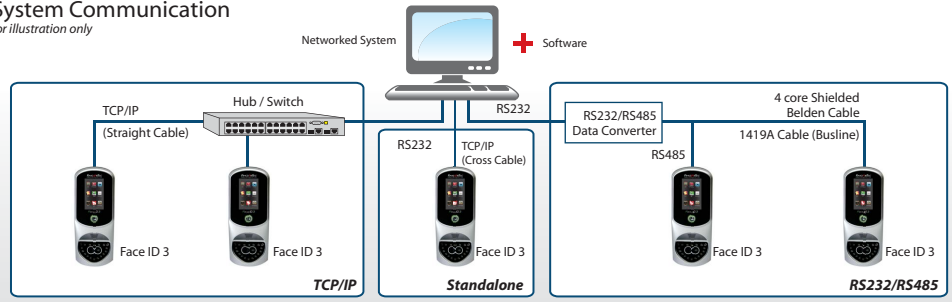 System Communication
for illustration only
Networked System
Software
TCP/IP
(Straight Cable)
Hub / Switch
RS232
TCP/IP
(Cross Cable)
RS232
RS232/RS485
Data Converter
RS485
4 core Shielded
Belden Cable
1419A Cable (Busline)
Face ID 3
Face ID 3
Face ID 3
Face ID 3
Face ID 3
TCP/IP
Standalone
RS232/RS485